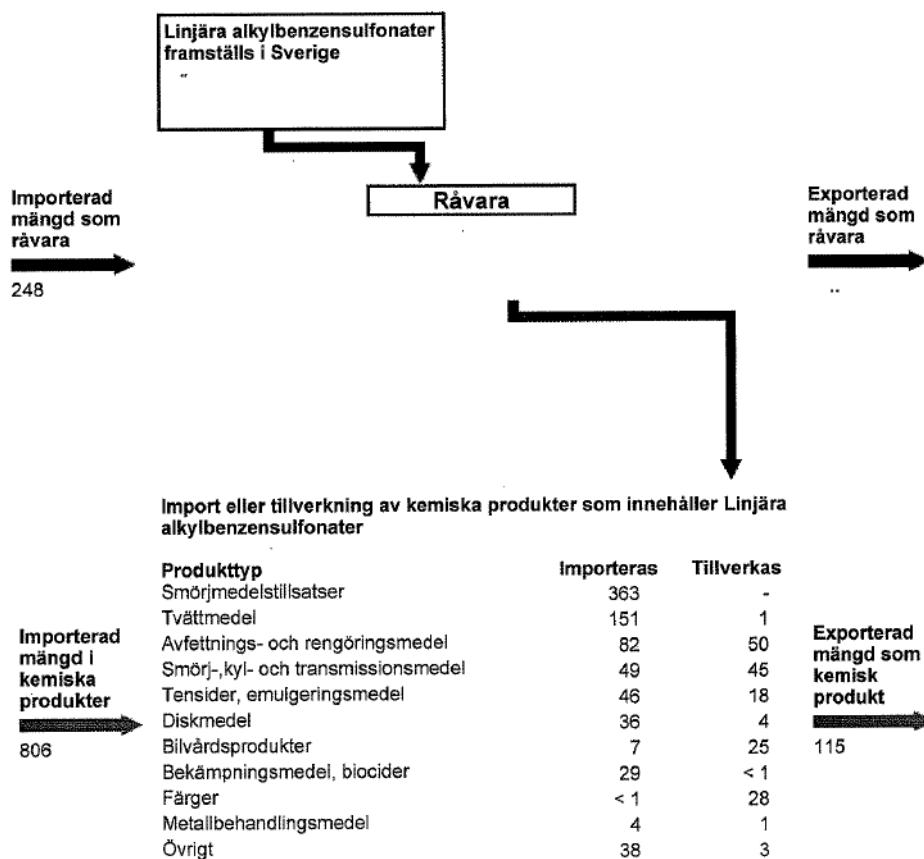 Linjära alkylbenzensulfonater
framställs i Sverige
..
Råvara
Importerad
mängd som
råvara
248
Exporterad
mängd som
råvara
..
Import eller tillverkning av kemiska produkter som innehåller Linjära
alkylbenzensulfonater
Produkttyp Importeras Tillverkas
Smörjmedelstillsatser 363 -
Tvättmedel 151 1
Avfettnings- och rengöringsmedel 82 50
Smörj-,kyl- och transmissionsmedel 49 45
Tensider, emulgeringsmedel 46 18
Diskmedel 36 4
Bilvårdsprodukter 7 25
Bekämpningsmedel, biocider 29 < 1
Färger < 1 28
Metallbehandlingsmedel 4 1
Övrigt 38 3
Importerad
mängd i
kemiska
produkter
806
Exporterad
mängd som
kemisk
produkt
115